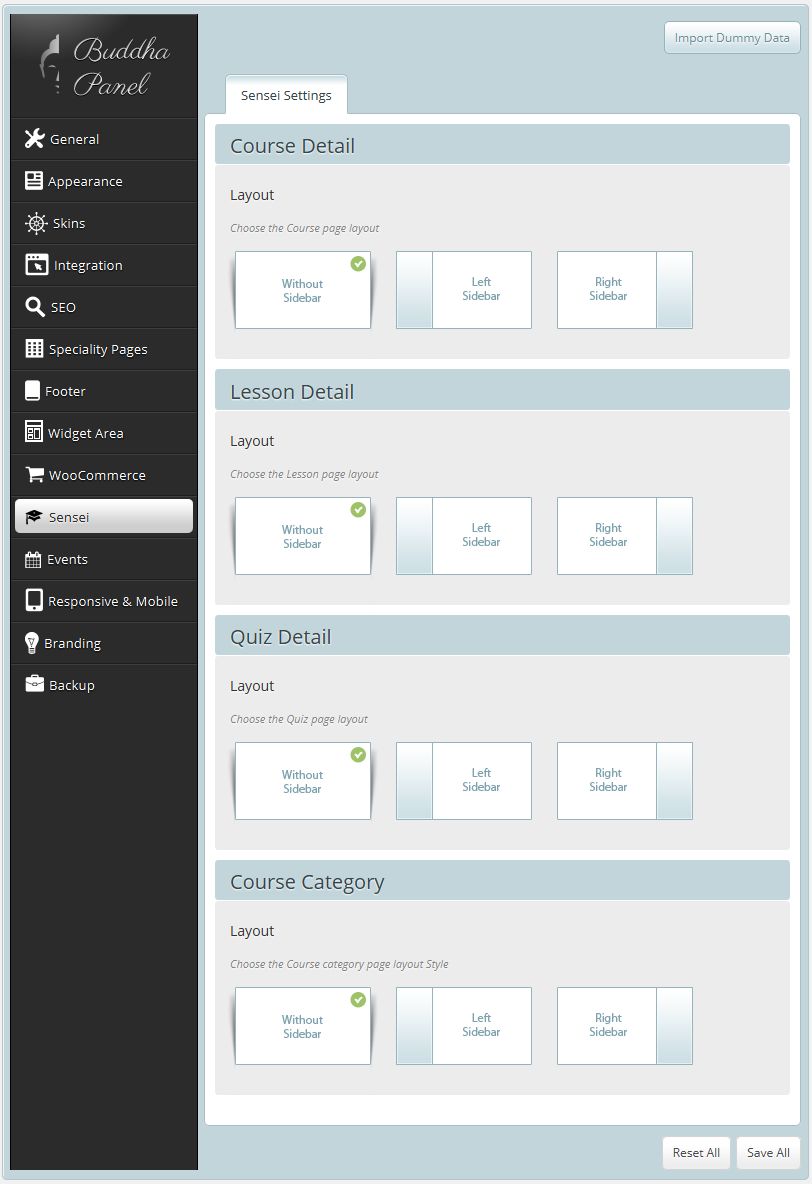 Buddha
Panel
Import Dummy Data
General
Appearance
Skins
Integration
SEO
Speciality Pages
Footer
Widget Area
WooCommerce
Sensei
Events
Responsive & Mobile
Branding
Backup
Sensei Settings
Course Detail
Layout
Choose the Course page layout
Without
Sidebar
Left
Sidebar
Right
Sidebar
Lesson Detail
Layout
Choose the Lesson page layout
Without
Sidebar
Left
Sidebar
Right
Sidebar
Quiz Detail
Layout
Choose the Quiz page layout
Without
Sidebar
Left
Sidebar
Right
Sidebar
Course Category
Layout
Choose the Course category page layout Style
Without
Sidebar
Left
Sidebar
Right
Sidebar
Reset All
Save All